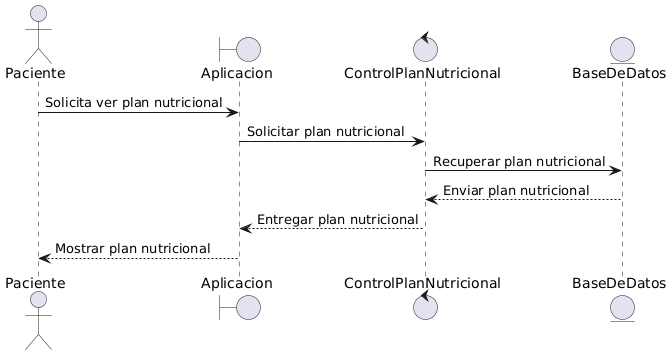 Paciente
Aplicacion
ControlPlanNutricional
BaseDeDatos
Solicita ver plan nutricional
Solicitar plan nutricional
Recuperar plan nutricional
Enviar plan nutricional
Entregar plan nutricional
Mostrar plan nutricional
Paciente
Aplicacion
ControlPlanNutricional
BaseDeDatos